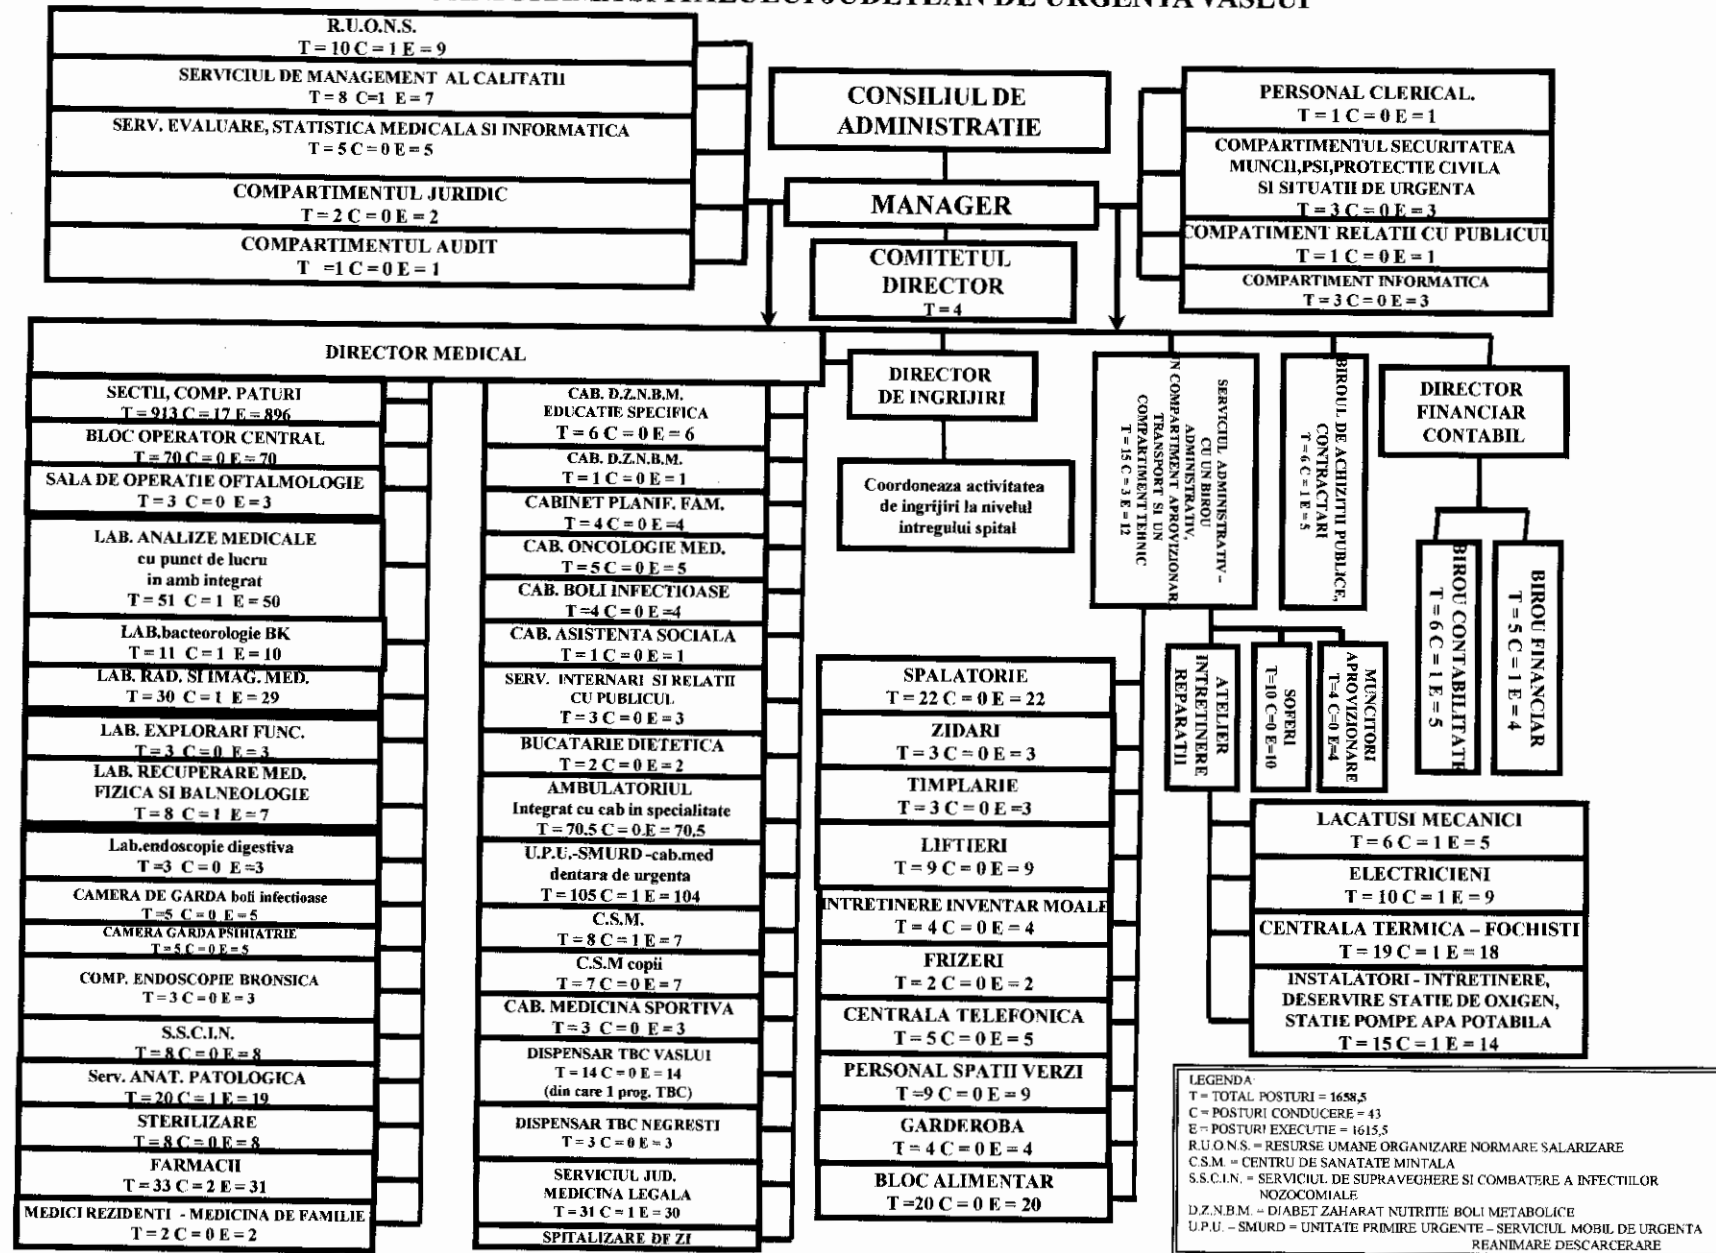 SPITALULUI JUDETEAN DE URGENTA VASLUI
R.U.O.N.S.
T = 10 C = 1 E = 9
SERVICIUL DE MANAGEMENT AL CALITATII
T = 8 C=1 E = 7
SERV. EVALUARE, STATISTICA MEDICALA SI INFORMATICA
T = 5 C = 0 E = 5
COMPARTIMENTUL JURIDIC
T = 2 C = 0 E = 2
COMPARTIMENTUL AUDIT
T =1 C = 0 E = 1
CONSILIUL DE
ADMINISTRATIE
MANAGER
COMITETUL
DIRECTOR
T = 4
PERSONAL CLERICAL.
T = 1 C = 0 E = 1
COMPARTIMENTUL SECURITATEA
MUNCII,PSI,PROTECTIE CIVILA
SI SITUATII DE URGENTA
T = 3 C = 0 E = 3
COMPATIMENT RELATII CU PUBLICUL
T = 1 C = 0 E = 1
COMPARTIMENT INFORMATICA
T = 3 C = 0 E = 3
DIRECTOR MEDICAL
SECTII, COMP. PATURI
T = 913 C = 17 E = 896
BLOC OPERATOR CENTRAL
T = 70 C = 0 E = 70
SALA DE OPERATIE OFTALMOLOGIE
T = 3 C = 0 E = 3
LAB. ANALIZE MEDICALE
cu punct de lucru
in amb integrat
T = 51 C = 1 E = 50
LAB.bacteorologie BK
T = 11 C = 1 E = 10
LAB. RAD. SI IMAG. MED.
T = 30 C = 1 E = 29
LAB. EXPLORARI FUNC.
T = 3 C = 0 E = 3
LAB. RECUPERARE MED.
FIZICA SI BALNEOLOGIE
T = 8 C = 1 E = 7
Lab.endoscopie digestiva
T =3 C = 0 E =3
CAMERA DE GARDA boli infectioase
T =5 C = 0 E = 5
CAMERA GARDA PSIHIATRIE
T = 5 C = 0 E = 5
COMP. ENDOSCOPIE BRONSICA
T = 3 C = 0 E = 3
S.S.C.I.N.
T = 8 C = 0 E = 8
Serv. ANAT. PATOLOGICA
T = 20 C = 1 E = 19
STERILIZARE
T = 8 C = 0 E = 8
FARMACII
T = 33 C = 2 E = 31
MEDICI REZIDENTI - MEDICINA DE FAMILIE
T = 2 C = 0 E = 2
CAB. D.Z.N.B.M.
EDUCATIE SPECIFICA
T = 6 C = 0 E = 6
CAB. D.Z.N.B.M.
T = 1 C = 0 E = 1
CABINET PLANIF. FAM.
T = 4 C = 0 E =4
CAB. ONCOLOGIE MED.
T = 5 C = 0 E = 5
CAB. BOLI INFECTIOASE
T =4 C = 0 E =4
CAB. ASISTENTA SOCIALA
T = 1 C = 0 E = 1
SERV. INTERNARI SI RELATII
CU PUBLICUL
T = 3 C = 0 E = 3
BUCATARIE DIETETICA
T = 2 C = 0 E = 2
AMBULATORIUL
Integrat cu cab in specialitate
T = 70.5 C = 0.E = 70.5
U.P.U.-SMURD -cab.med
dentara de urgenta
T = 105 C = 1 E = 104
C.S.M.
T = 8 C = 1 E = 7
C.S.M copii
T = 7 C = 0 E = 7
CAB. MEDICINA SPORTIVA
T = 3 C = 0 E = 3
DISPENSAR TBC VASLUI
T = 14 C = 0 E = 14
(din care 1 prog. TBC)
DISPENSAR TBC NEGRESTI
T = 3 C = 0 E = 3
SERVICIUL JUD.
MEDICINA LEGALA
T = 31 C = 1 E = 30
SPITALIZARE DE ZI
DIRECTOR
DE INGRIJIRI
Coordoneaza activitatea
de ingrijiri la nivelul
intregului spital
SERVICIUL ADMINISTRATIV –
CU UN BIROU
ADMINISTRATIV,
UN COMPARTIMENT APROVIZIONARE
TRANSPORT SI UN
COMPARTIMENT TEHNIC
T = 15 C = 3 E = 12
BIROUL DE ACHIZITII PUBLICE,
CONTRACTARI
T = 6 C = 1 E = 5
DIRECTOR
FINANCIAR
CONTABIL
BIROU CONTABILITATE
T = 6 C = 1 E = 5
BIROU FINANCIAR
T = 5 C = 1 E = 4
ATELIER
INTRETINERE
REPARATII
SOFERI
T=10 C=0 E=10
MUNCITORI
APROVIZIONARE
T=4 C=0 E=4
SPALATORIE
T = 22 C = 0 E = 22
ZIDARI
T = 3 C = 0 E = 3
TIMPLARIE
T = 3 C = 0 E =3
LIFTIERI
T = 9 C = 0 E = 9
INTRETINERE INVENTAR MOALE
T = 4 C = 0 E = 4
FRIZERI
T = 2 C = 0 E = 2
CENTRALA TELEFONICA
T = 5 C = 0 E = 5
PERSONAL SPATII VERZI
T =9 C = 0 E = 9
GARDEROBA
T = 4 C = 0 E = 4
BLOC ALIMENTAR
T =20 C = 0 E = 20
LACATUSI MECANICI
T = 6 C = 1 E = 5
ELECTRICIENI
T = 10 C = 1 E = 9
CENTRALA TERMICA – FOCHISTI
T = 19 C = 1 E = 18
INSTALATORI - INTRETINERE,
DESERVIRE STATIE DE OXIGEN,
STATIE POMPE APA POTABILA
T = 15 C = 1 E = 14
LEGENDA
T = TOTAL POSTURI = 1658,5
C = POSTURI CONDUCERE = 43
E = POSTURI EXECUTIE = 1615,5
R.U.O.N.S. = RESURSE UMANE ORGANIZARE NORMARE SALARIZARE
C.S.M. = CENTRU DE SANATATE MINTALA
S.S.C.I.N. = SERVICIUL DE SUPRAVEGHERE SI COMBATERE A INFECTIILOR
NOZOCOMIALE
D.Z.N.B.M. = DIABET ZAHARAT NUTRITIE BOLI METABOLICE
U.P.U. – SMURD = UNITATE PRIMIRE URGENTE – SERVICIUL MOBIL DE URGENTA
REANIMARE DESCARCERARE